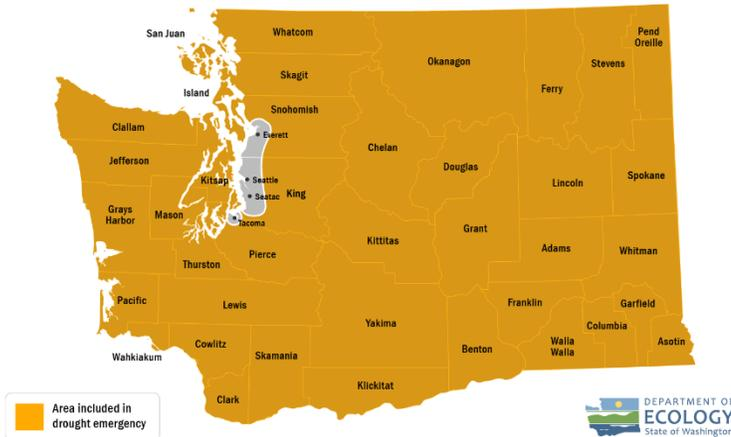 San Juan
Whatcom
Okanagon
Pend
Oreille
Ferry
Stevens
Skagit
Island
Snohomish
Everett
Clallam
Chelan
Jefferson
Douglas
Kitsap
Seattle
Lincoln
Spokane
Seatac
King
Grays
Harbor
Mason
Tacoma
Grant
Kittitas
Adams
Whitman
Thurston
Pierce
Pacific
Lewis
Franklin
Garfield
Yakima
Columbia
Wahkiakum
Cowlitz
Skamania
Benton
Walla
Walla
Asotin
Clark
Klickitat
Area included in
drought emergency
DEPARTMENT OF
ECOLOGY
State of Washington